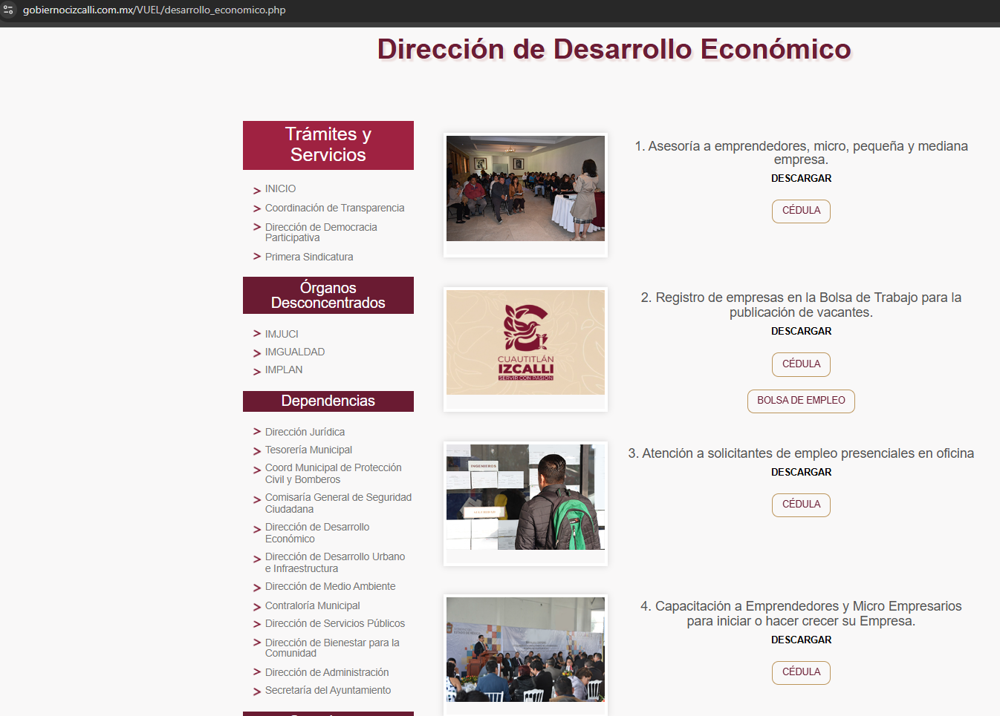 gobiernocizcalli.com.mx/VUEL/desarrollo_economico.php
Dirección de Desarrollo Económico
Trámites y
Servicios
INICIO
Coordinación de Transparencia
Dirección de Democracia
Participativa
Primera Sindicatura
Órganos
Desconcentrados
IMJUCI
IMGUALDAD
IMPLAN
Dependencias
Dirección Jurídica
Tesorería Municipal
Coord Municipal de Protección
Civil y Bomberos
Comisaría General de Seguridad
Ciudadana
Dirección de Desarrollo
Económico
Dirección de Desarrollo Urbano
e Infraestructura
Dirección de Medio Ambiente
Contraloría Municipal
Dirección de Servicios Públicos
Dirección de Bienestar para la
Comunidad
Dirección de Administración
Secretaría del Ayuntamiento
1. Asesoría a emprendedores, micro, pequeña y mediana
empresa.
DESCARGAR
CÉDULA
CUAUTITLÁN
IZCALLI
SERVIR CON PASIÓN
2. Registro de empresas en la Bolsa de Trabajo para la
publicación de vacantes.
DESCARGAR
CÉDULA
BOLSA DE EMPLEO
INGENIEROS
3. Atención a solicitantes de empleo presenciales en oficina
DESCARGAR
CÉDULA
4. Capacitación a Emprendedores y Micro Empresarios
para iniciar o hacer crecer su Empresa.
DESCARGAR
CÉDULA